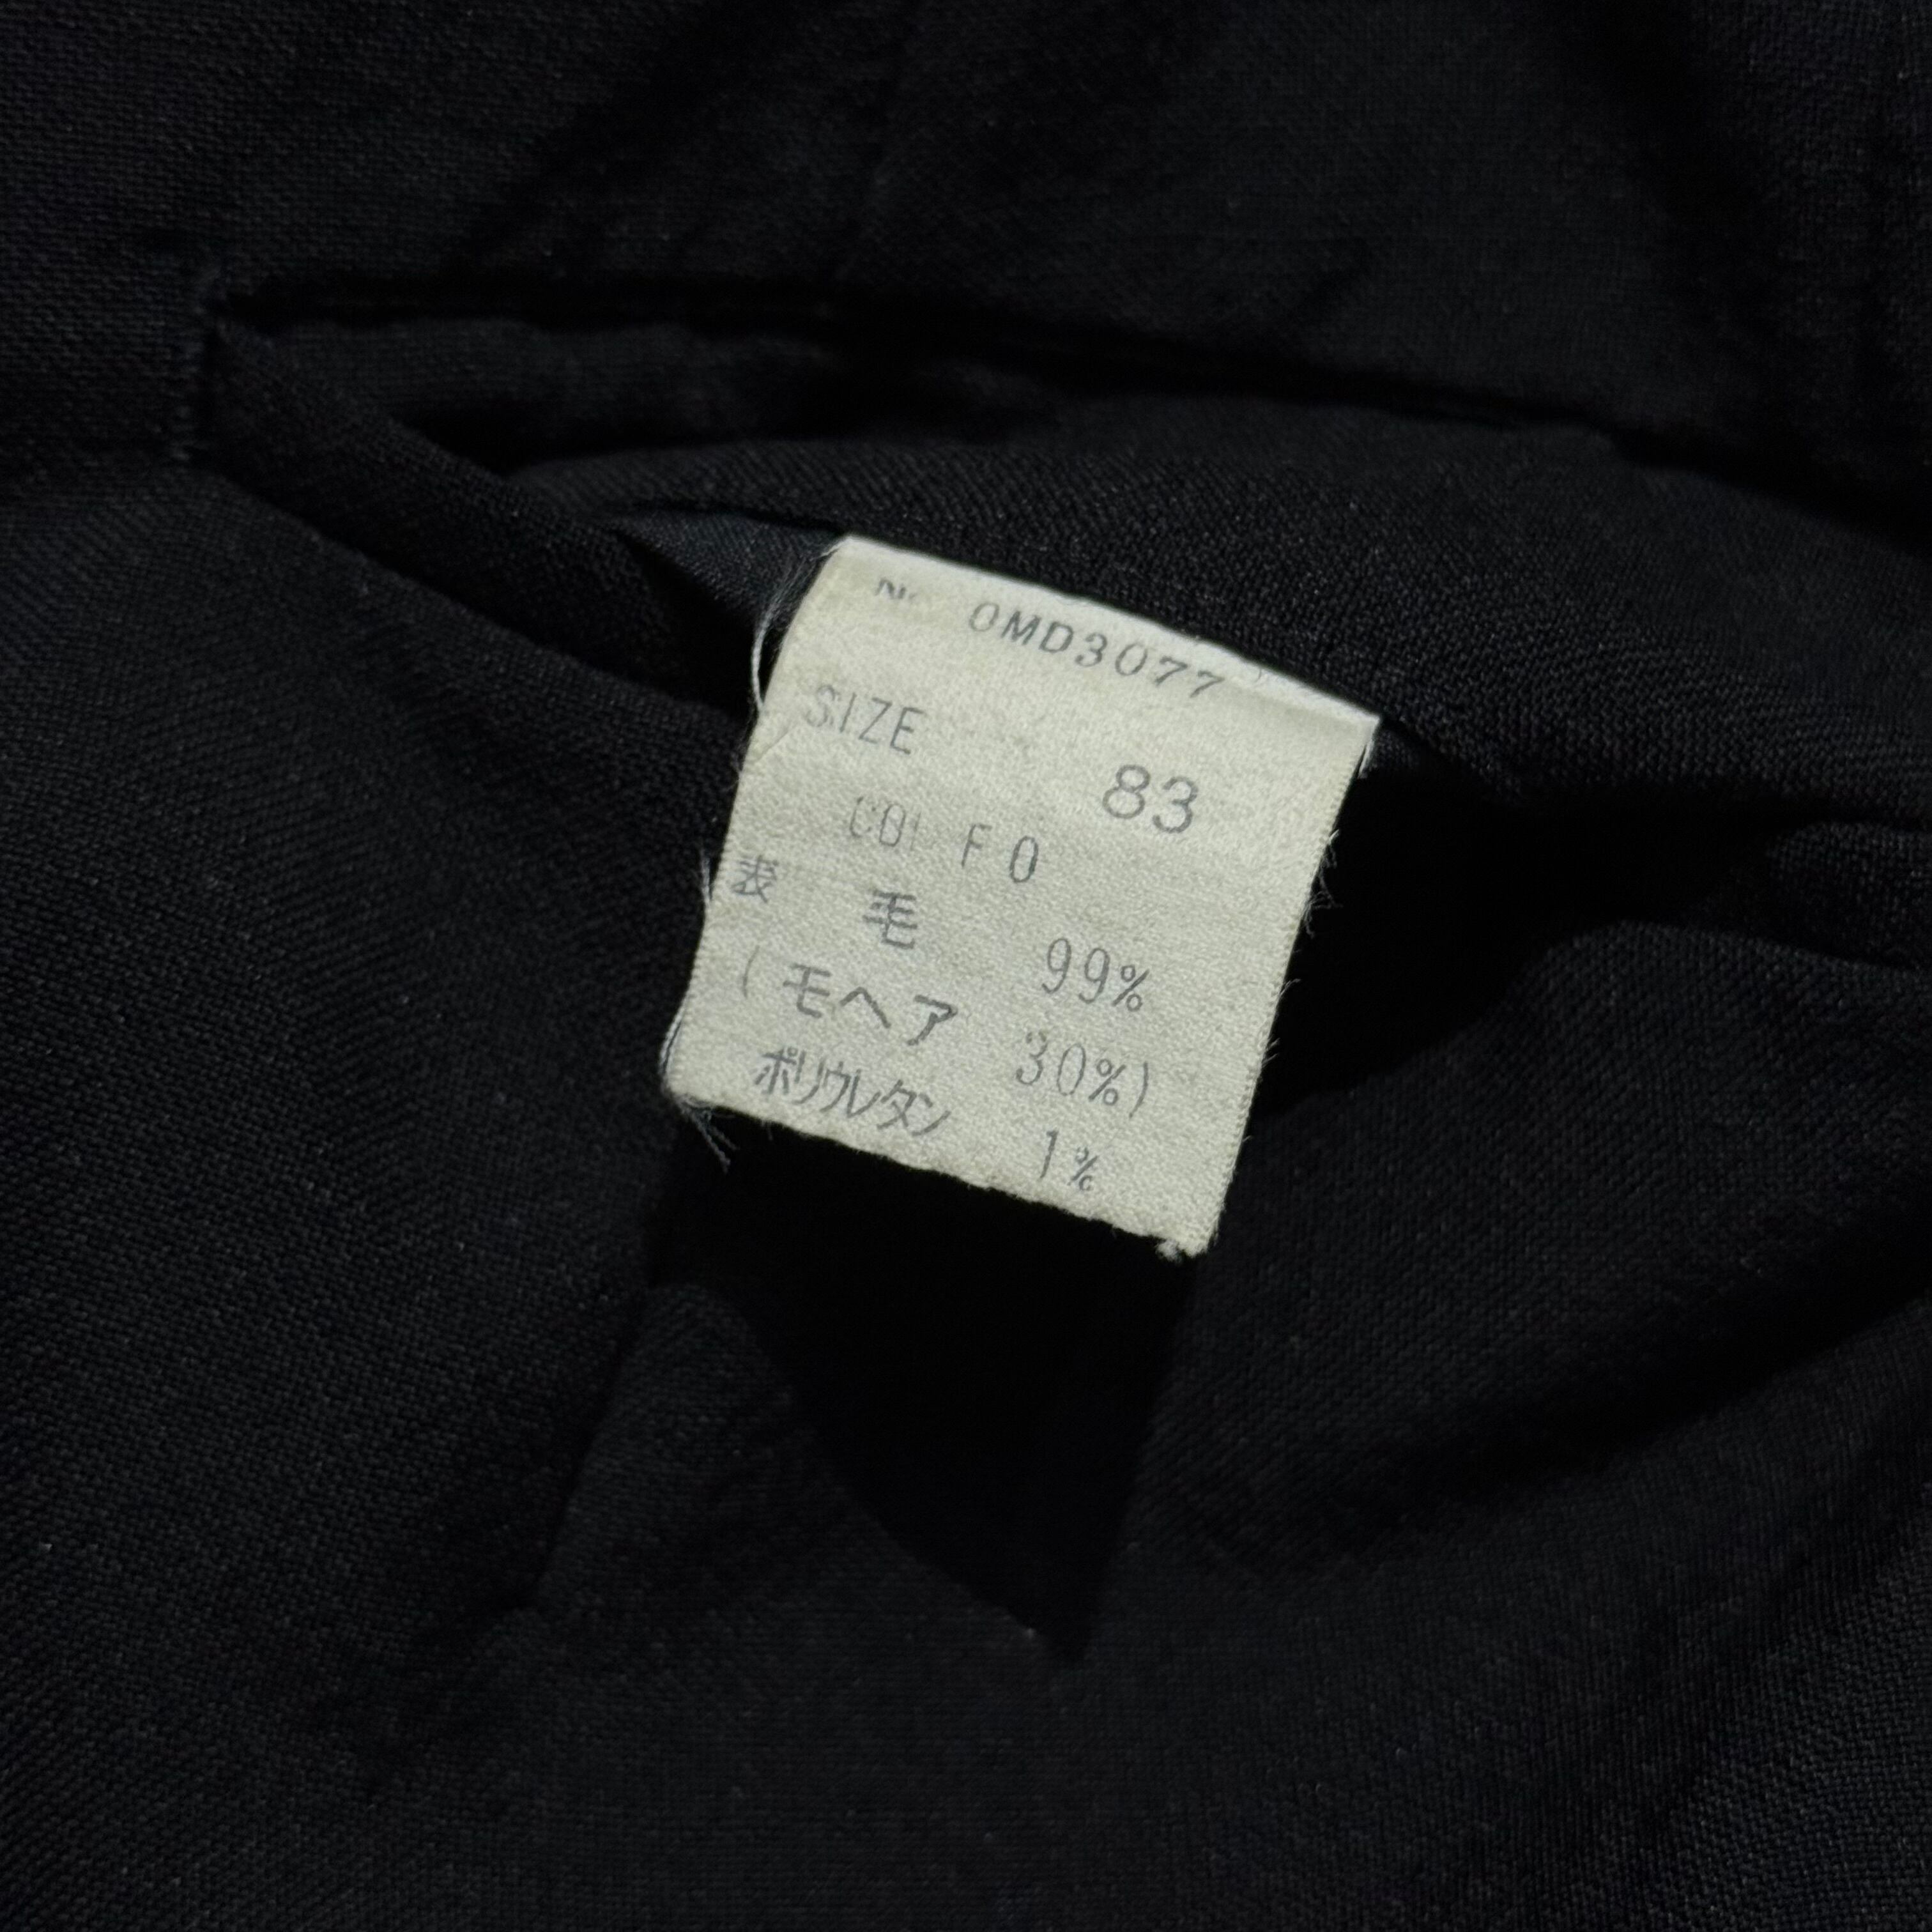 No. 0MD3077
SIZE 83
COL F0
表 毛 99%
(モヘア 30%)
ポリウレタン 1%